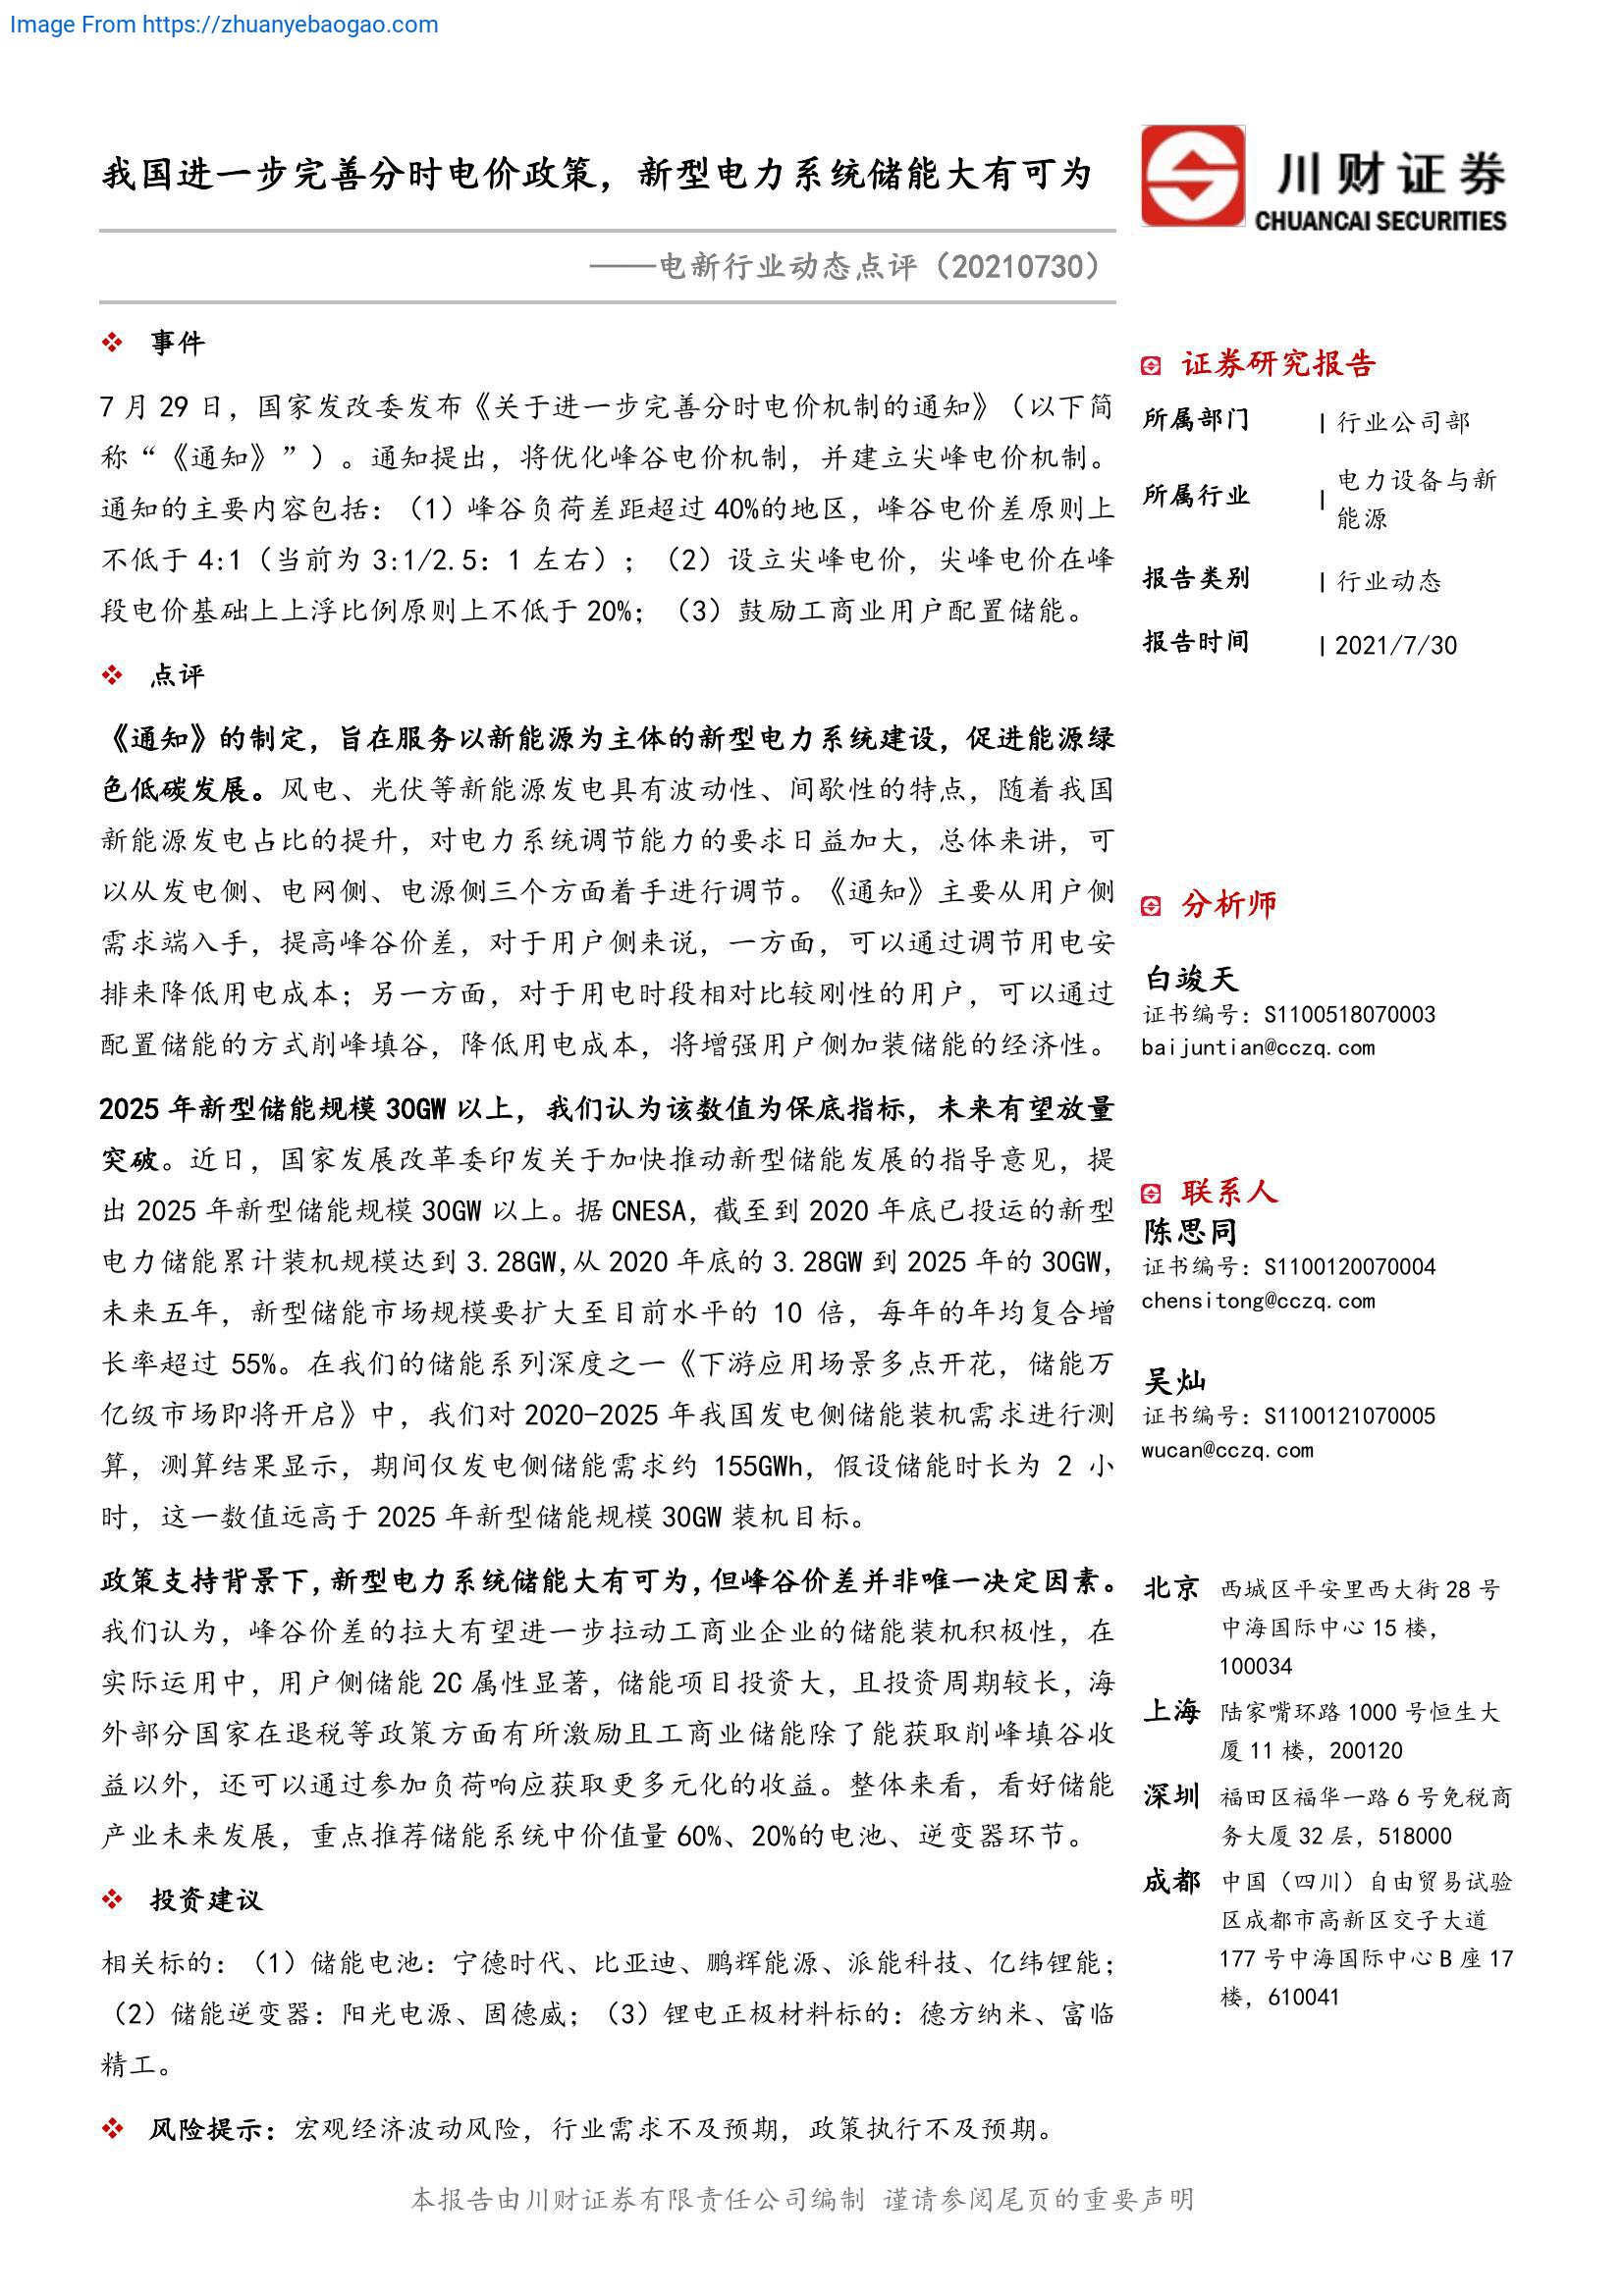 Image From https://zhuanyebaogao.com
我国进一步完善分时电价政策，新型电力系统储能大有可为
——电新行业动态点评（20210730）
川财证券
CHUANCAI SECURITIES
事件
7 月 29 日，国家发改委发布《关于进一步完善分时电价机制的通知》（以下简
称“《通知》”）。通知提出，将优化峰谷电价机制，并建立尖峰电价机制。
通知的主要内容包括：（1）峰谷负荷差距超过 40%的地区，峰谷电价差原则上
不低于 4:1（当前为 3:1/2.5：1 左右）；（2）设立尖峰电价，尖峰电价在峰
段电价基础上上浮比例原则上不低于 20%；（3）鼓励工商业用户配置储能。
点评
《通知》的制定，旨在服务以新能源为主体的新型电力系统建设，促进能源绿
色低碳发展。风电、光伏等新能源发电具有波动性、间歇性的特点，随着我国
新能源发电占比的提升，对电力系统调节能力的要求日益加大，总体来讲，可
以从发电侧、电网侧、电源侧三个方面着手进行调节。《通知》主要从用户侧
需求端入手，提高峰谷价差，对于用户侧来说，一方面，可以通过调节用电安
排来降低用电成本；另一方面，对于用电时段相对比较刚性的用户，可以通过
配置储能的方式削峰填谷，降低用电成本，将增强用户侧加装储能的经济性。
2025 年新型储能规模 30GW 以上，我们认为该数值为保底指标，未来有望放量
突破。近日，国家发展改革委印发关于加快推动新型储能发展的指导意见，提
出 2025 年新型储能规模 30GW 以上。据 CNESA，截至到 2020 年底已投运的新型
电力储能累计装机规模达到 3.28GW,从 2020 年底的 3.28GW 到 2025 年的 30GW，
未来五年，新型储能市场规模要扩大至目前水平的 10 倍，每年的年均复合增
长率超过 55%。在我们的储能系列深度之一《下游应用场景多点开花，储能万
亿级市场即将开启》中，我们对 2020-2025 年我国发电侧储能装机需求进行测
算，测算结果显示，期间仅发电侧储能需求约 155GWh，假设储能时长为 2 小
时，这一数值远高于 2025 年新型储能规模 30GW 装机目标。
政策支持背景下，新型电力系统储能大有可为，但峰谷价差并非唯一决定因素。
我们认为，峰谷价差的拉大有望进一步拉动工商业企业的储能装机积极性，在
实际运用中，用户侧储能 2C 属性显著，储能项目投资大，且投资周期较长，海
外部分国家在退税等政策方面有所激励且工商业储能除了能获取削峰填谷收
益以外，还可以通过参加负荷响应获取更多元化的收益。整体来看，看好储能
产业未来发展，重点推荐储能系统中价值量 60%、20%的电池、逆变器环节。
投资建议
相关标的：（1）储能电池：宁德时代、比亚迪、鹏辉能源、派能科技、亿纬锂能；
（2）储能逆变器：阳光电源、固德威；（3）锂电正极材料标的：德方纳米、富临
精工。
风险提示：宏观经济波动风险，行业需求不及预期，政策执行不及预期。
证券研究报告
所属部门 | 行业公司部
所属行业 | 电力设备与新
能源
报告类别 | 行业动态
报告时间 | 2021/7/30
分析师
白竣天
证书编号：S1100518070003
baijuntian@cczq.com
联系人
陈思同
证书编号：S1100120070004
chensitong@cczq.com
吴灿
证书编号：S1100121070005
wucan@cczq.com
北京 西城区平安里西大街 28 号
中海国际中心 15 楼，
100034
上海 陆家嘴环路 1000 号恒生大
厦 11 楼，200120
深圳 福田区福华一路 6 号免税商
务大厦 32 层，518000
成都 中国（四川）自由贸易试验
区成都市高新区交子大道
177 号中海国际中心 B 座 17
楼，610041
本报告由川财证券有限责任公司编制 谨请参阅尾页的重要声明